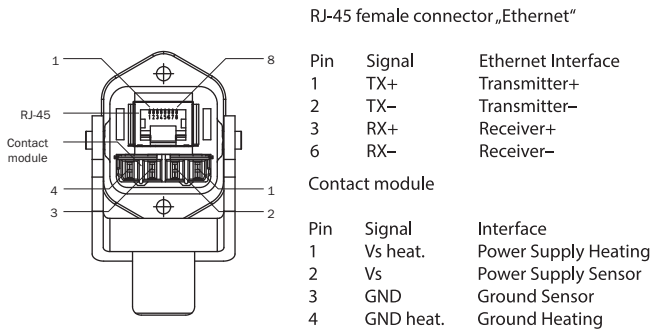 RJ-45 female connector „Ethernet“
Pin Signal Ethernet Interface
1 TX+ Transmitter+
2 TX– Transmitter–
3 RX+ Receiver+
6 RX– Receiver–
Contact module
Pin Signal Interface
1 Vs heat. Power Supply Heating
2 Vs Power Supply Sensor
3 GND Ground Sensor
4 GND heat. Ground Heating
1 8
12345678
RJ-45
Contact
module
4 1
3 2